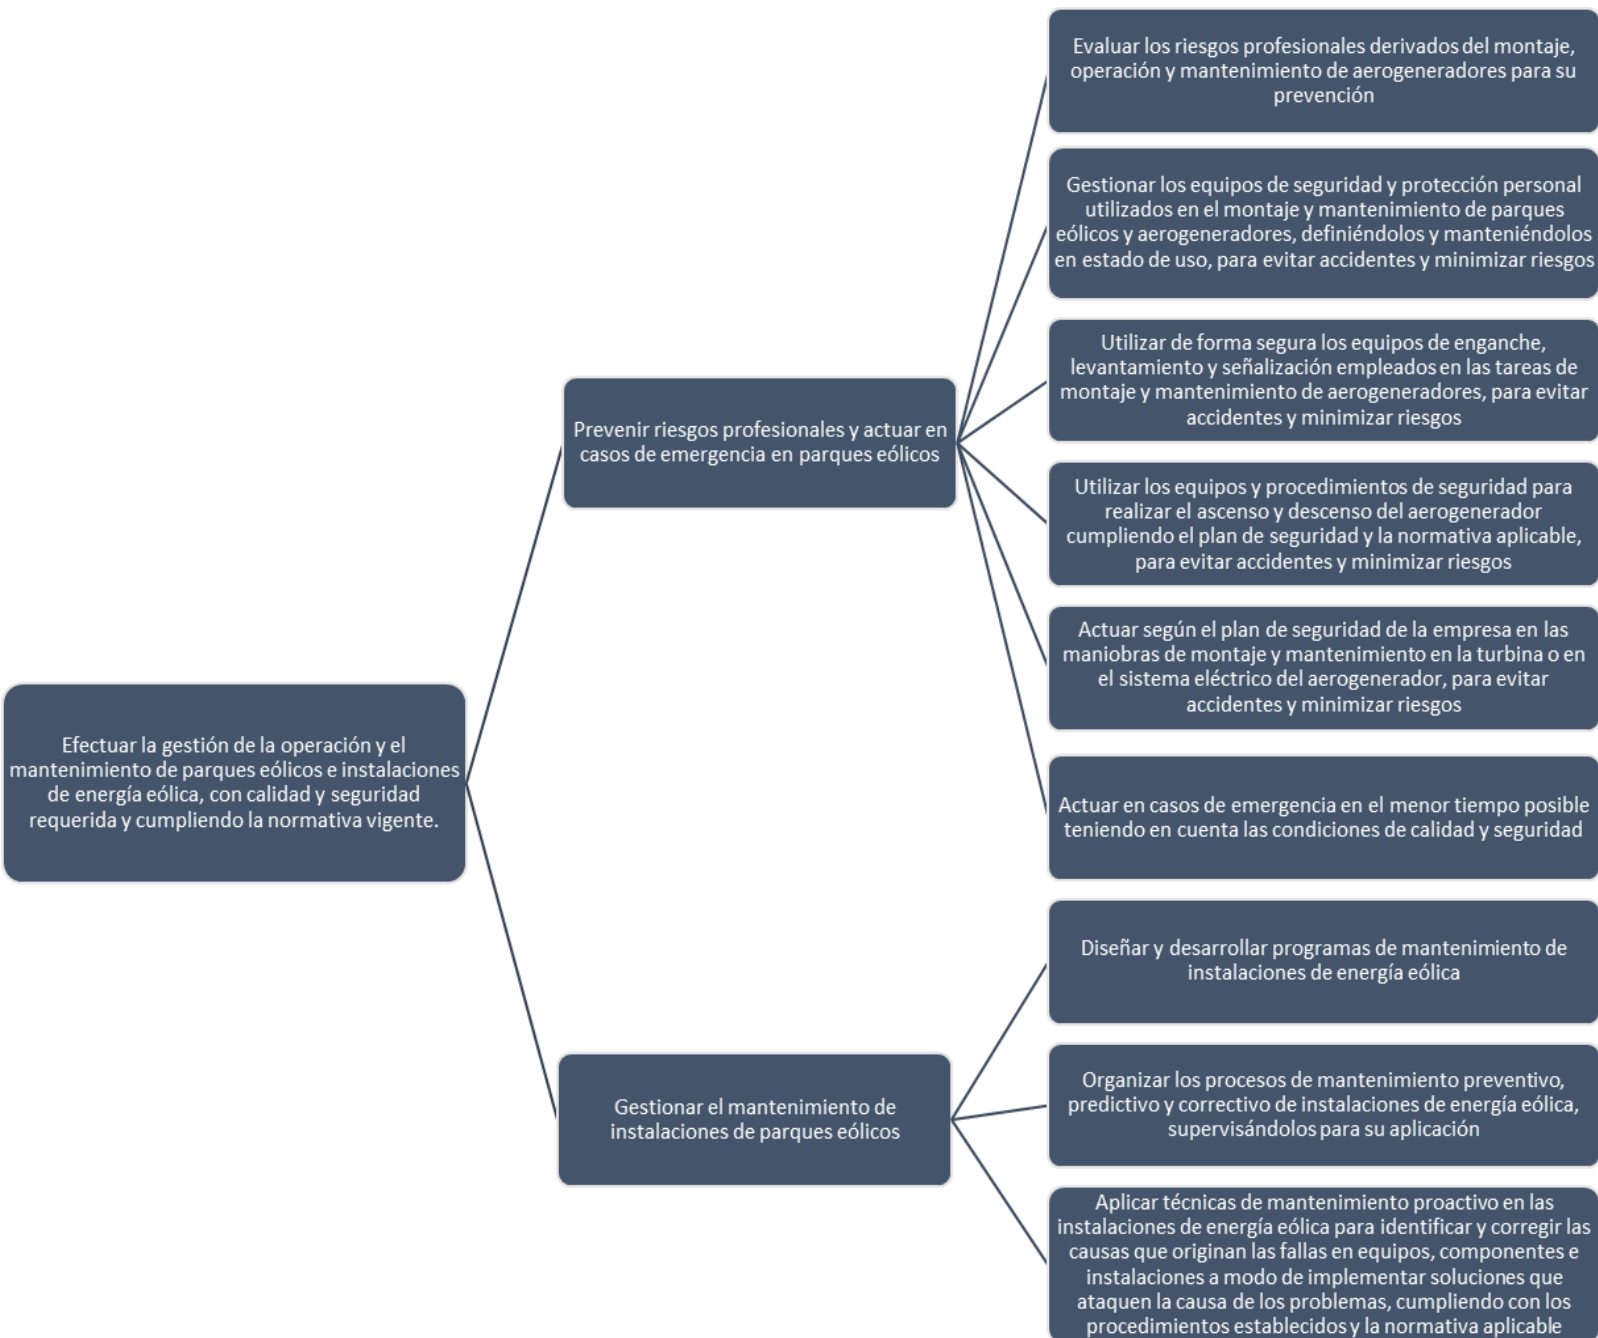 Efectuar la gestión de la operación y el
mantenimiento de parques eólicos e instalaciones
de energía eólica, con calidad y seguridad
requerida y cumpliendo la normativa vigente.
Prevenir riesgos profesionales y actuar en
casos de emergencia en parques eólicos
Evaluar los riesgos profesionales derivados del montaje,
operación y mantenimiento de aerogeneradores para su
prevención
Gestionar los equipos de seguridad y protección personal
utilizados en el montaje y mantenimiento de parques
eólicos y aerogeneradores, definiéndolos y manteniéndolos
en estado de uso, para evitar accidentes y minimizar riesgos
Utilizar de forma segura los equipos de enganche,
levantamiento y señalización empleados en las tareas de
montaje y mantenimiento de aerogeneradores, para evitar
accidentes y minimizar riesgos
Utilizar los equipos y procedimientos de seguridad para
realizar el ascenso y descenso del aerogenerador
cumpliendo el plan de seguridad y la normativa aplicable,
para evitar accidentes y minimizar riesgos
Actuar según el plan de seguridad de la empresa en las
maniobras de montaje y mantenimiento en la turbina o en
el sistema eléctrico del aerogenerador, para evitar
accidentes y minimizar riesgos
Actuar en casos de emergencia en el menor tiempo posible
teniendo en cuenta las condiciones de calidad y seguridad
Gestionar el mantenimiento de
instalaciones de parques eólicos
Diseñar y desarrollar programas de mantenimiento de
instalaciones de energía eólica
Organizar los procesos de mantenimiento preventivo,
predictivo y correctivo de instalaciones de energía eólica,
supervisándolos para su aplicación
Aplicar técnicas de mantenimiento proactivo en las
instalaciones de energía eólica para identificar y corregir las
causas que originan las fallas en equipos, componentes e
instalaciones a modo de implementar soluciones que
ataquen la causa de los problemas, cumpliendo con los
procedimientos establecidos y la normativa aplicable